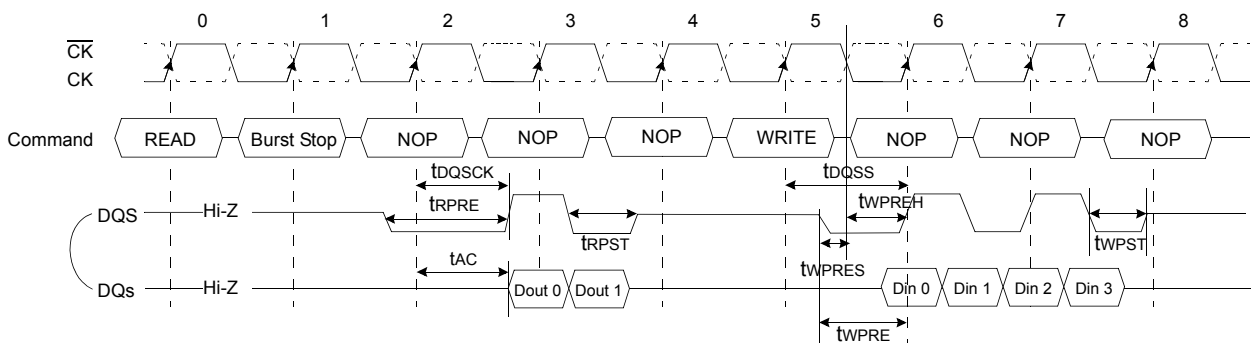 0 1 2 3 4 5 6 7 8
CK
CK
Command READ Burst Stop NOP NOP NOP WRITE NOP NOP NOP
tDQSCK tDQSS
tRPRE tWPREH
DQS Hi-Z
tRPST tWPST
tAC tWPRES
DQs Hi-Z Dout 0 Dout 1 Din 0 Din 1 Din 2 Din 3
tWPRE